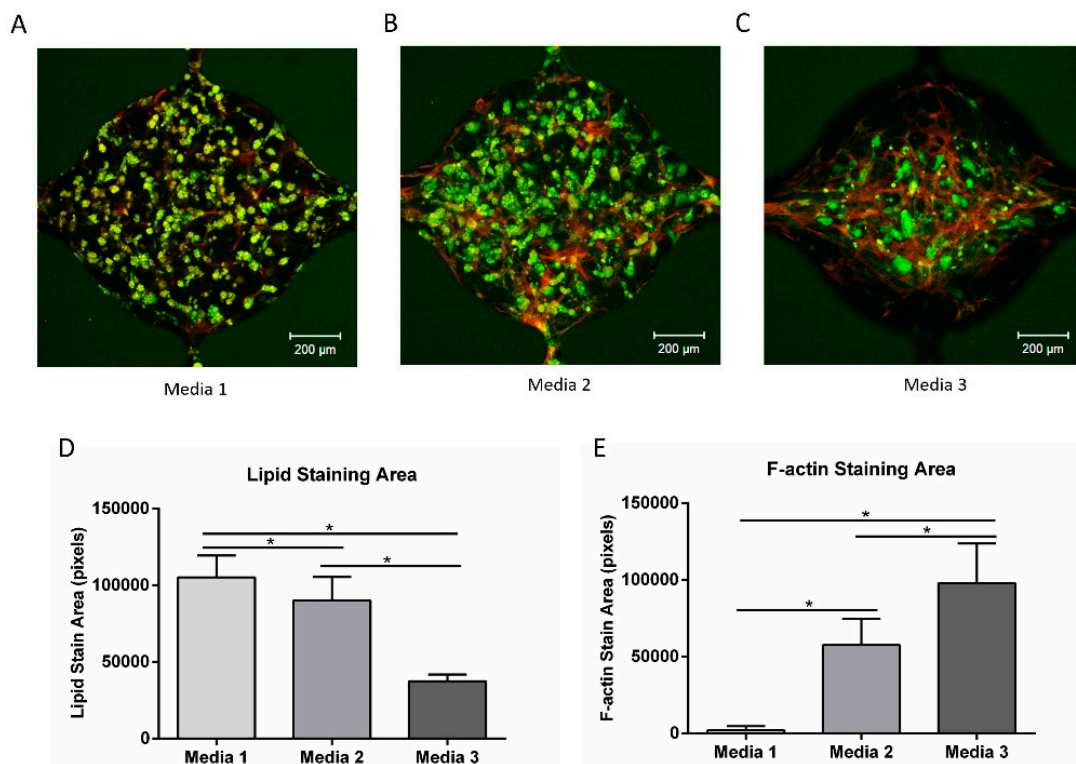 A
B
C
200 μm
200 μm
200 μm
Media 1
Media 2
Media 3
D
Lipid Staining Area
Lipid Stain Area (pixels)
150000
100000
50000
0
*
*
*
Media 1
Media 2
Media 3
E
F-actin Staining Area
F-actin Stain Area (pixels)
150000
100000
50000
0
*
*
*
Media 1
Media 2
Media 3